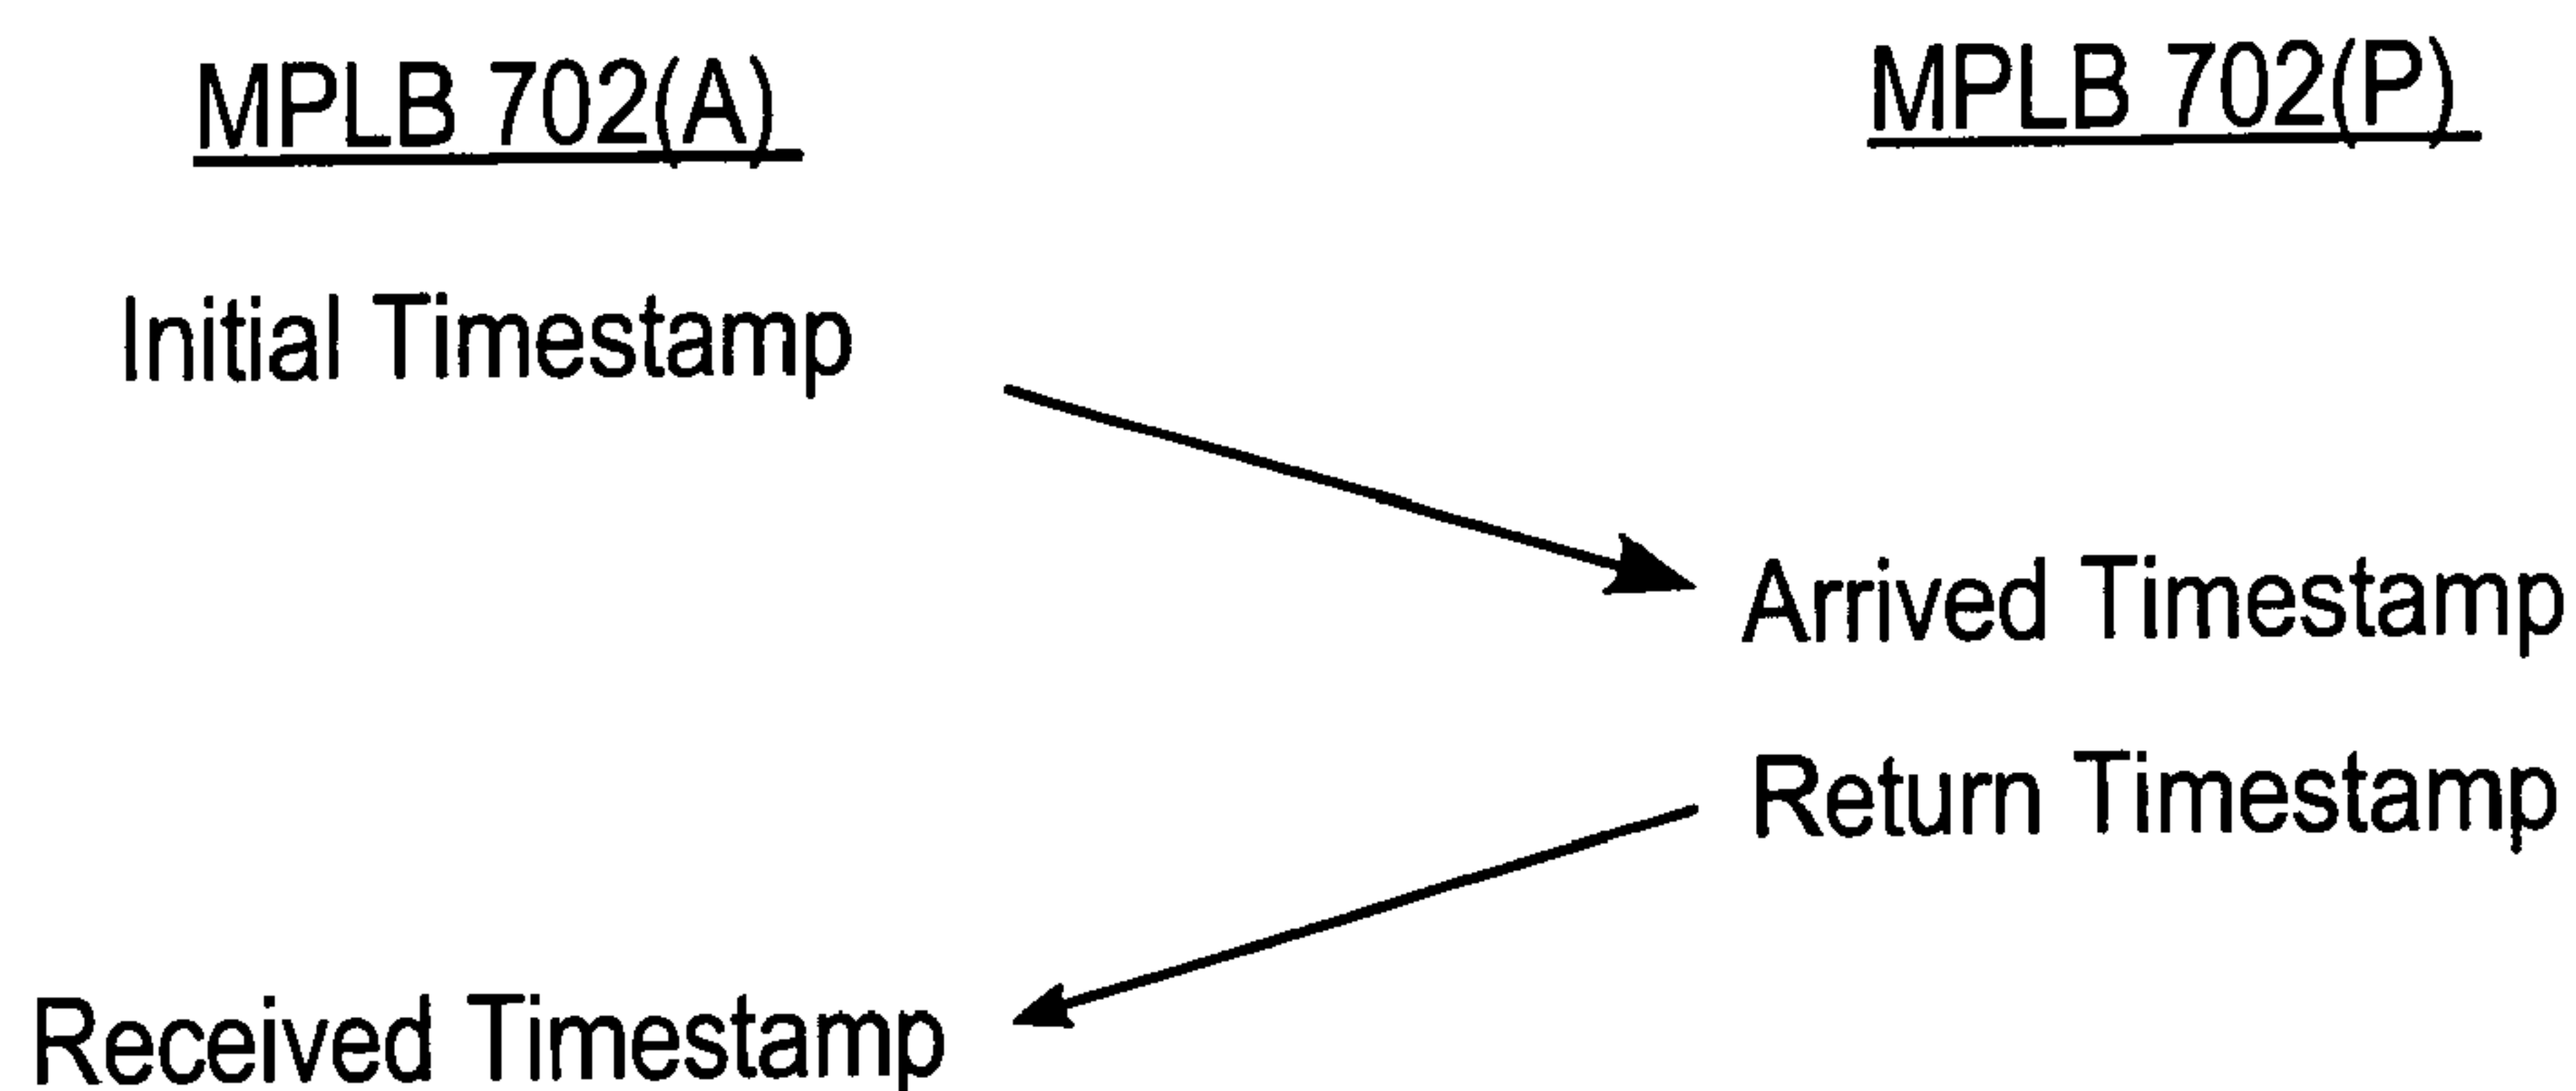 MPLB 702(A)
MPLB 702(P)
Initial Timestamp
Arrived Timestamp
Return Timestamp
Received Timestamp